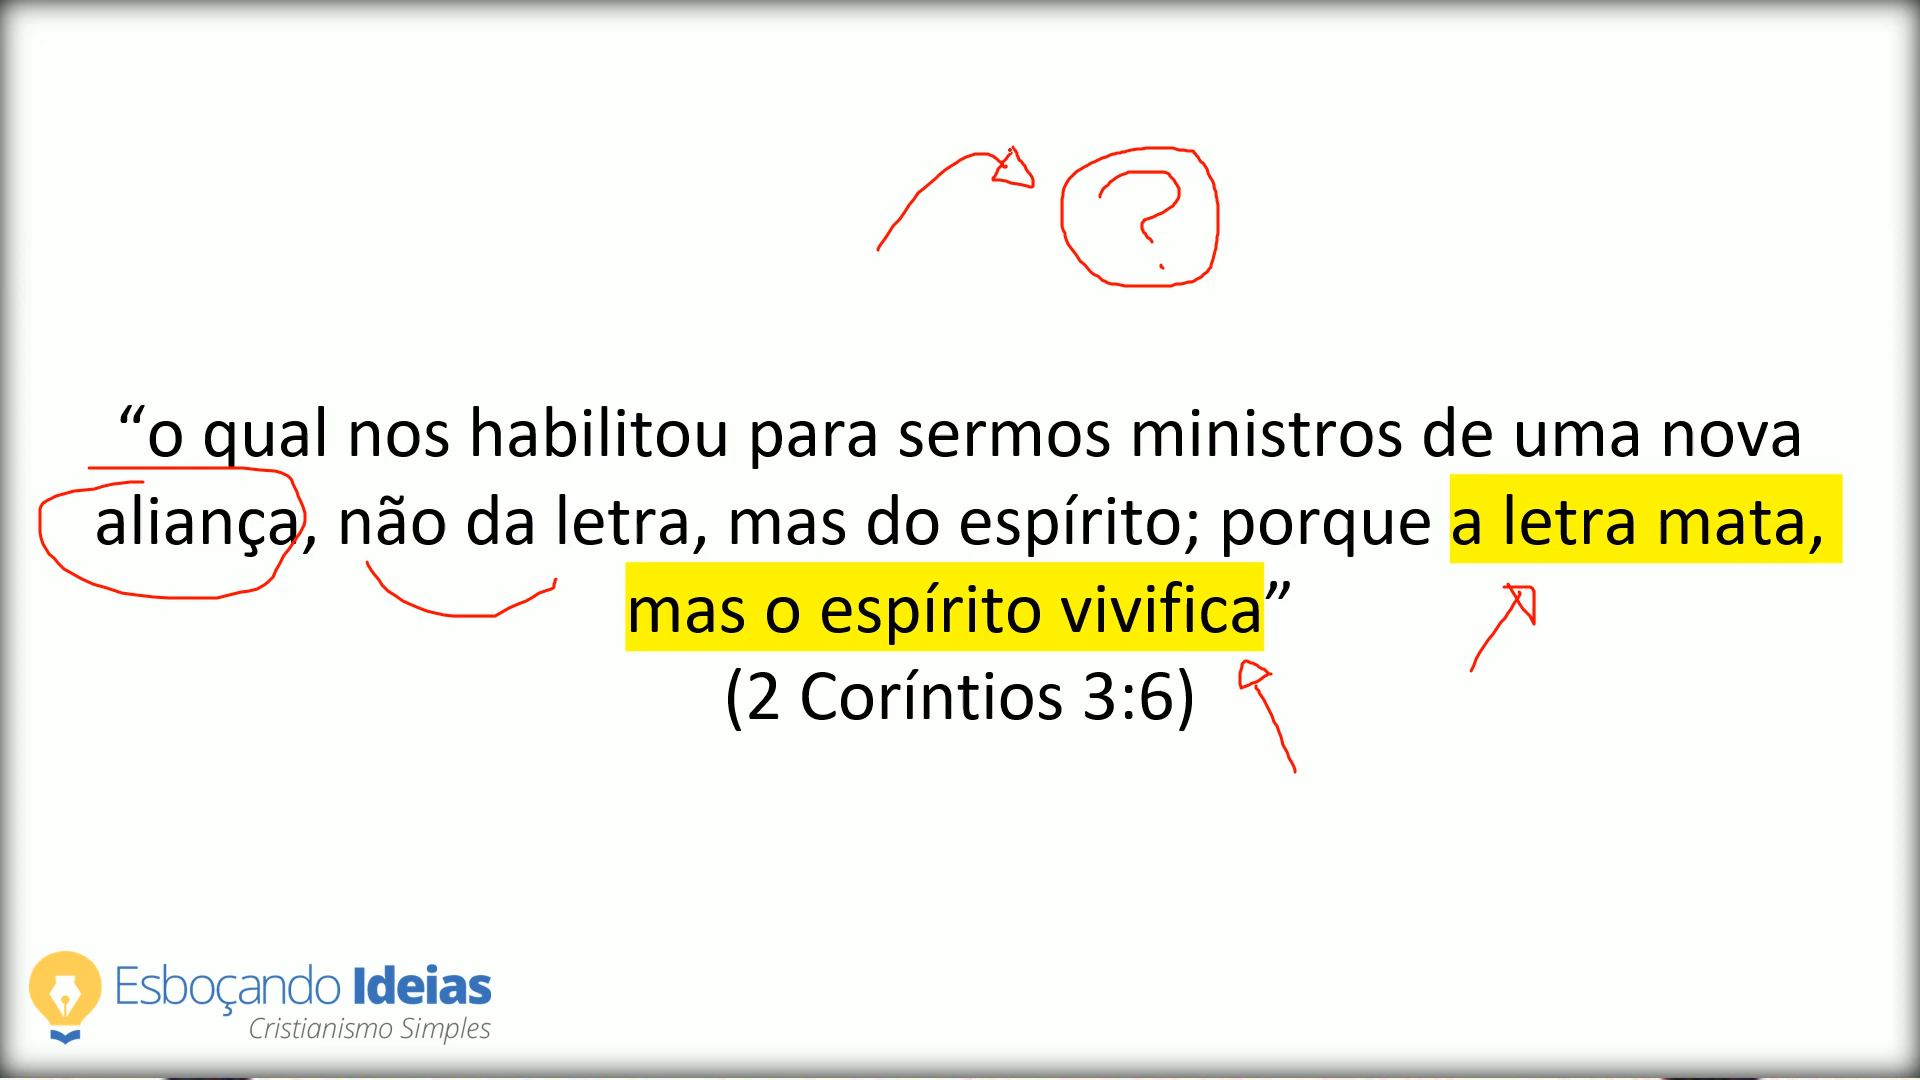 ?
“o qual nos habilitou para sermos ministros de uma nova
aliança, não da letra, mas do espírito; porque a letra mata,
mas o espírito vivifica”
(2 Coríntios 3:6)
Esboçando Ideias
Cristianismo Simples